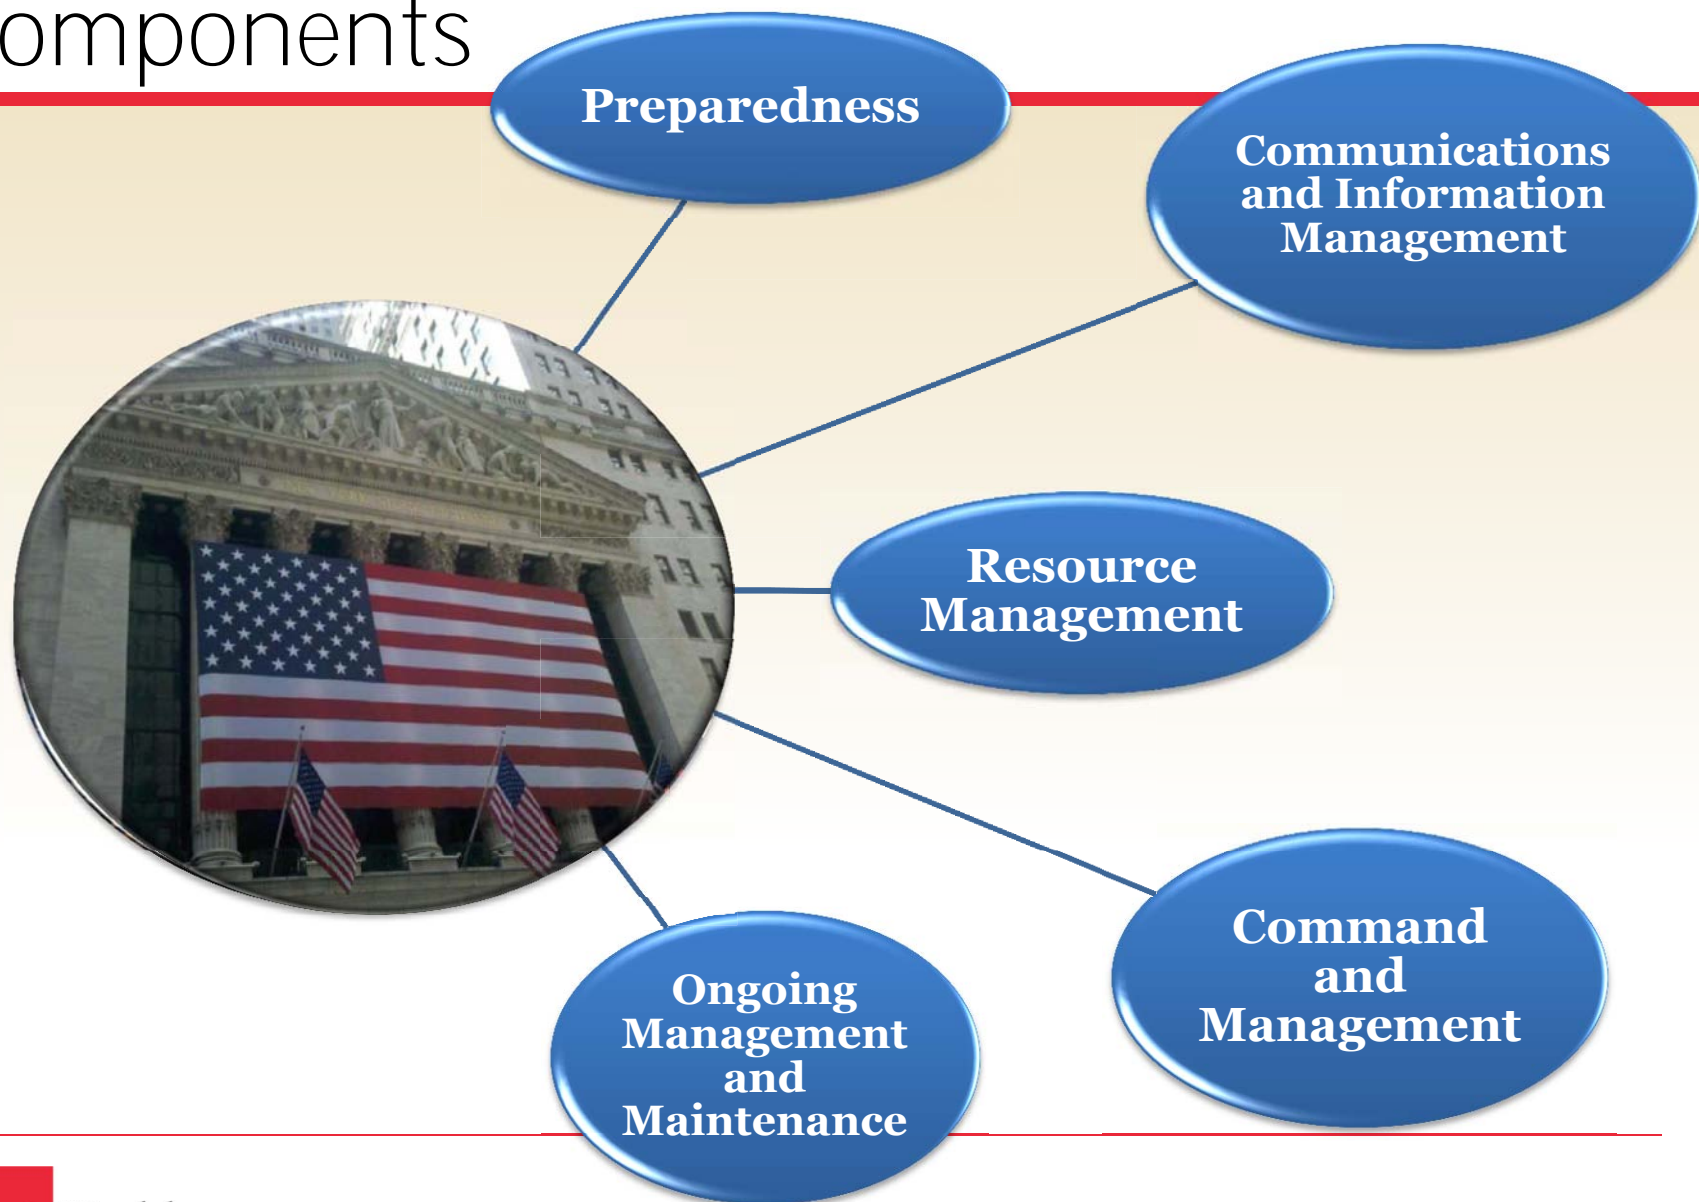 omponents
Preparedness
Communications
and Information
Management
Resource
Management
Command
and
Management
Ongoing
Management
and
Maintenance